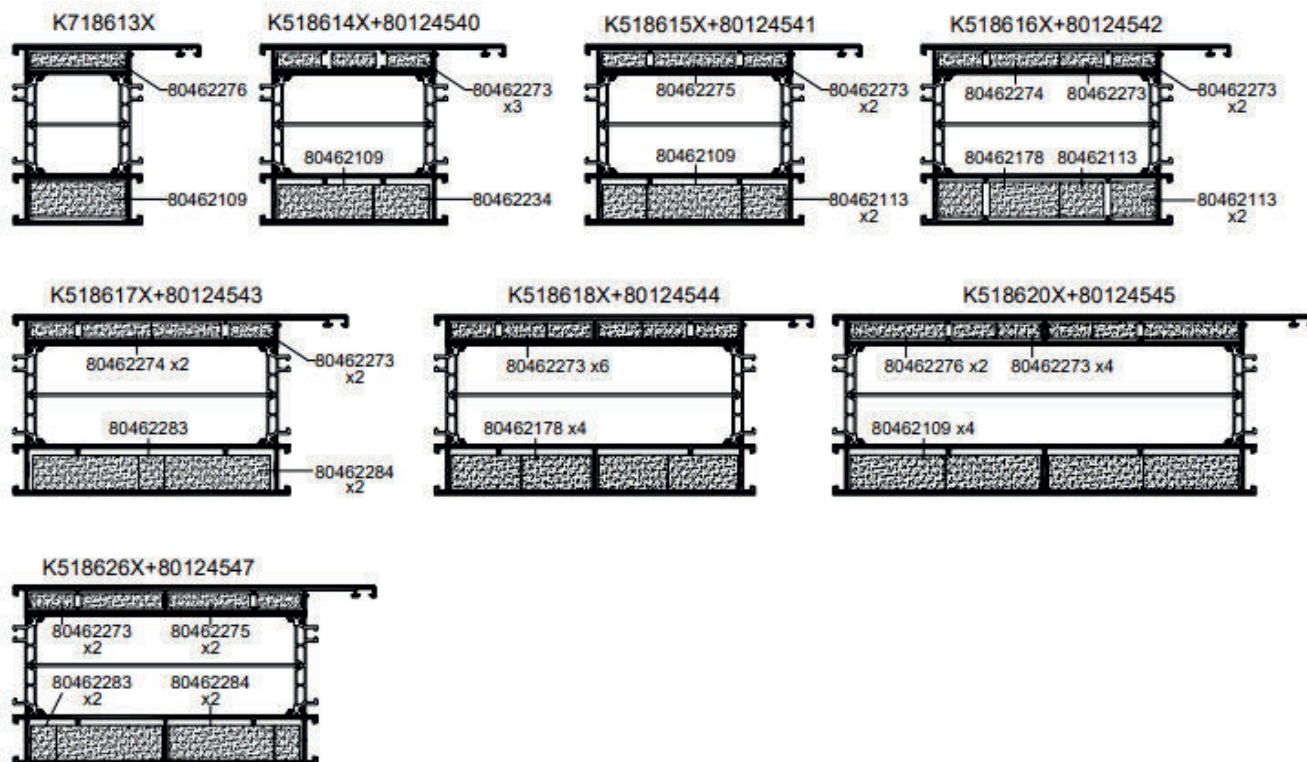 K718613X
K518614X+80124540
K518615X+80124541
K518616X+80124542
80462276
80462273
x3
80462275
80462273
x2
80462274
80462273
80462273
x2
80462109
80462109
80462178
80462113
80462109
80462234
80462113
x2
80462113
x2
K518617X+80124543
K518618X+80124544
K518620X+80124545
80462274 x2
80462273
x2
80462273 x6
80462276 x2
80462273 x4
80462283
80462178 x4
80462109 x4
80462284
x2
K518626X+80124547
80462273
x2
80462275
x2
80462283
x2
80462284
x2